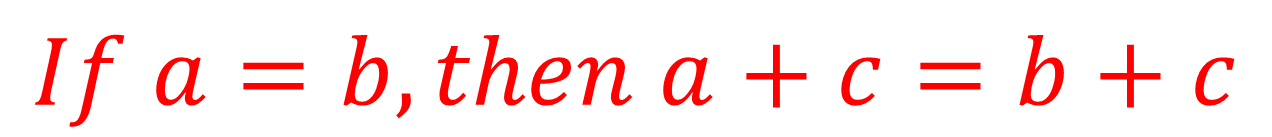 If a = b, then a + c = b + c